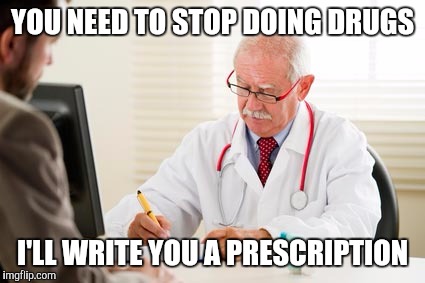 YOU NEED TO STOP DOING DRUGS
I'LL WRITE YOU A PRESCRIPTION
imgflip.com